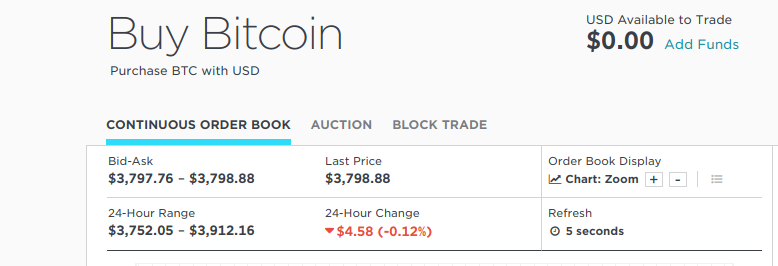 Buy Bitcoin
Purchase BTC with USD
USD Available to Trade
$0.00 Add Funds
CONTINUOUS ORDER BOOK AUCTION BLOCK TRADE
Bid-Ask
$3,797.76 – $3,798.88
Last Price
$3,798.88
Order Book Display
Chart: Zoom + -
24-Hour Range
$3,752.05 – $3,912.16
24-Hour Change
$4.58 (-0.12%)
Refresh
5 seconds